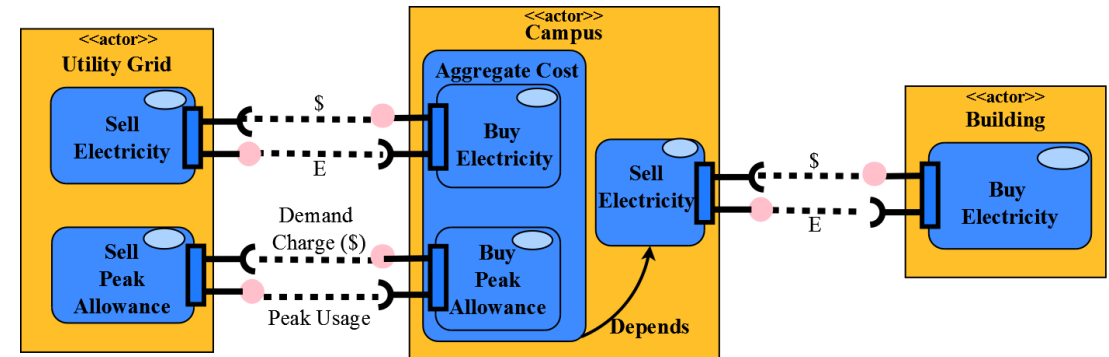 <<actor>>
Utility Grid
Sell
Electricity
Sell
Peak
Allowance
$
E
Demand
Charge ($)
Peak Usage
<<actor>>
Campus
Aggregate Cost
Buy
Electricity
Buy
Peak
Allowance
Sell
Electricity
Depends
$
E
<<actor>>
Building
Buy
Electricity